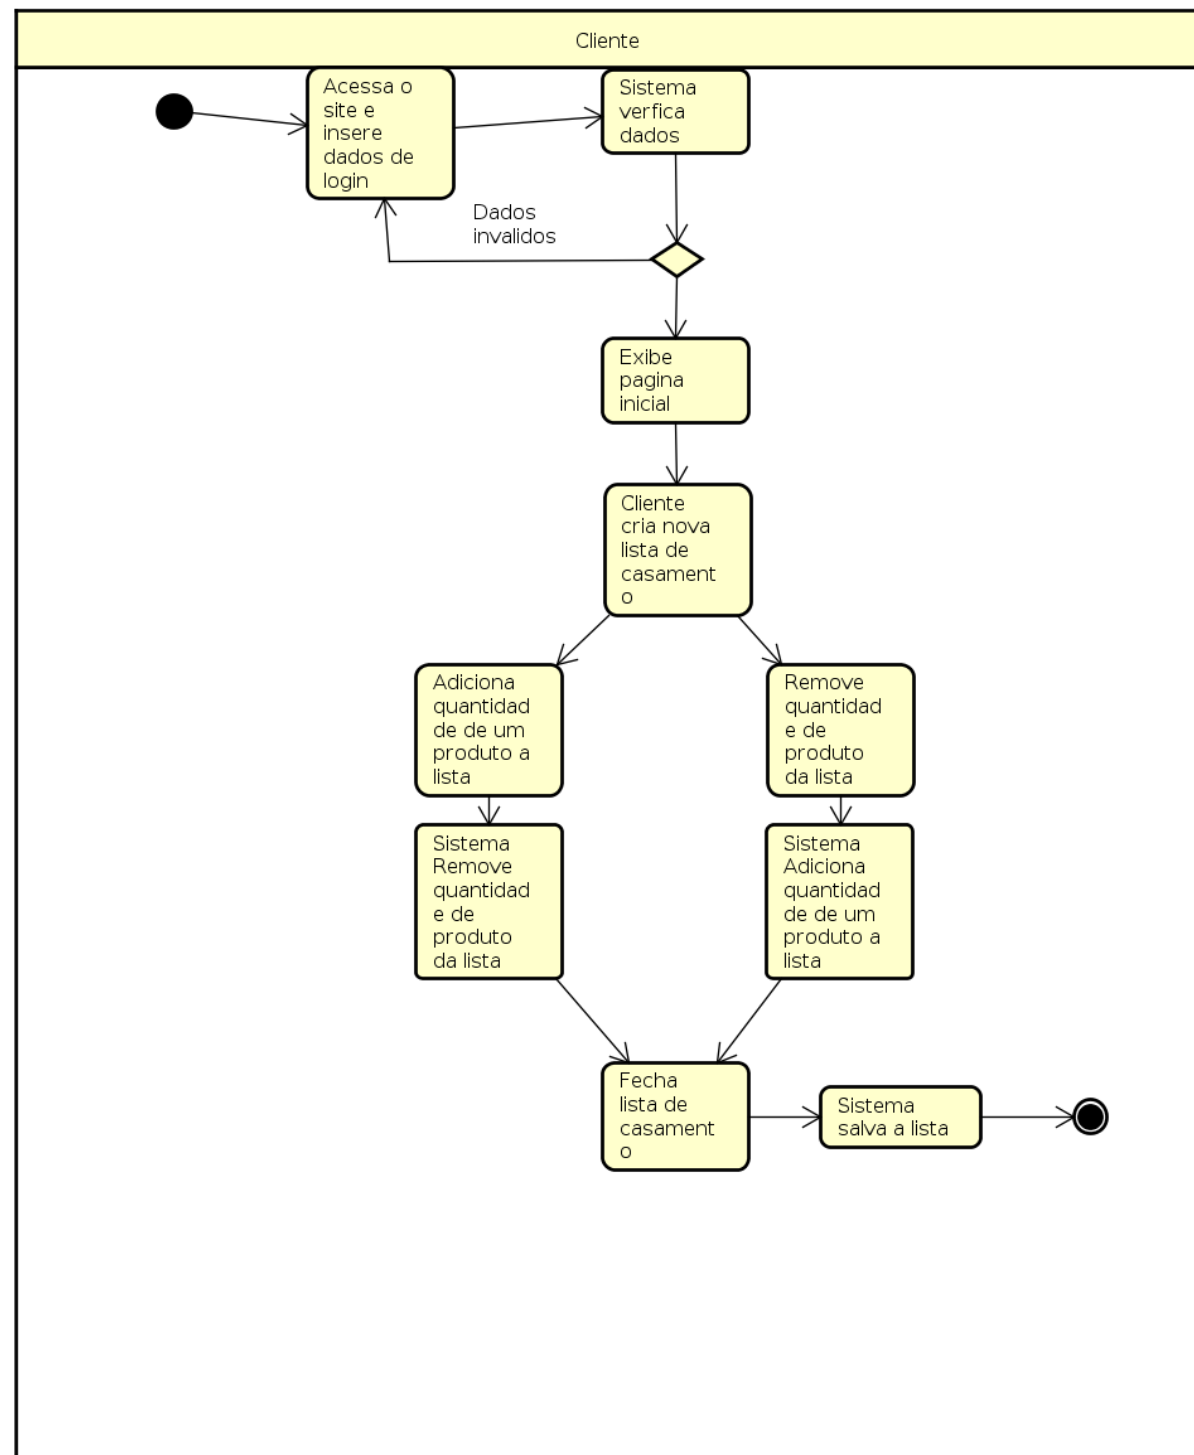 Cliente
Acessa o
site e
insere
dados de
login
Sistema
verfica
dados
Dados
invalidos
Exibe
pagina
inicial
Cliente
cria nova
lista de
casament
o
Adiciona
quantidad
de de um
produto a
lista
Remove
quantidad
e de
produto
da lista
Sistema
Remove
quantidad
e de
produto
da lista
Sistema
Adiciona
quantidad
de de um
produto a
lista
Fecha
lista de
casament
o
Sistema
salva a lista